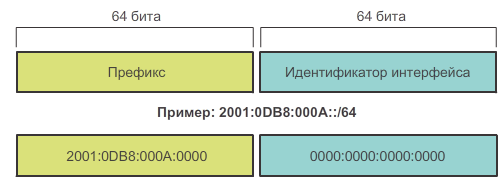 64 бита 64 бита
Префикс Идентификатор интерфейса
Пример: 2001:0DB8:000A::/64
2001:0DB8:000A:0000 0000:0000:0000:0000